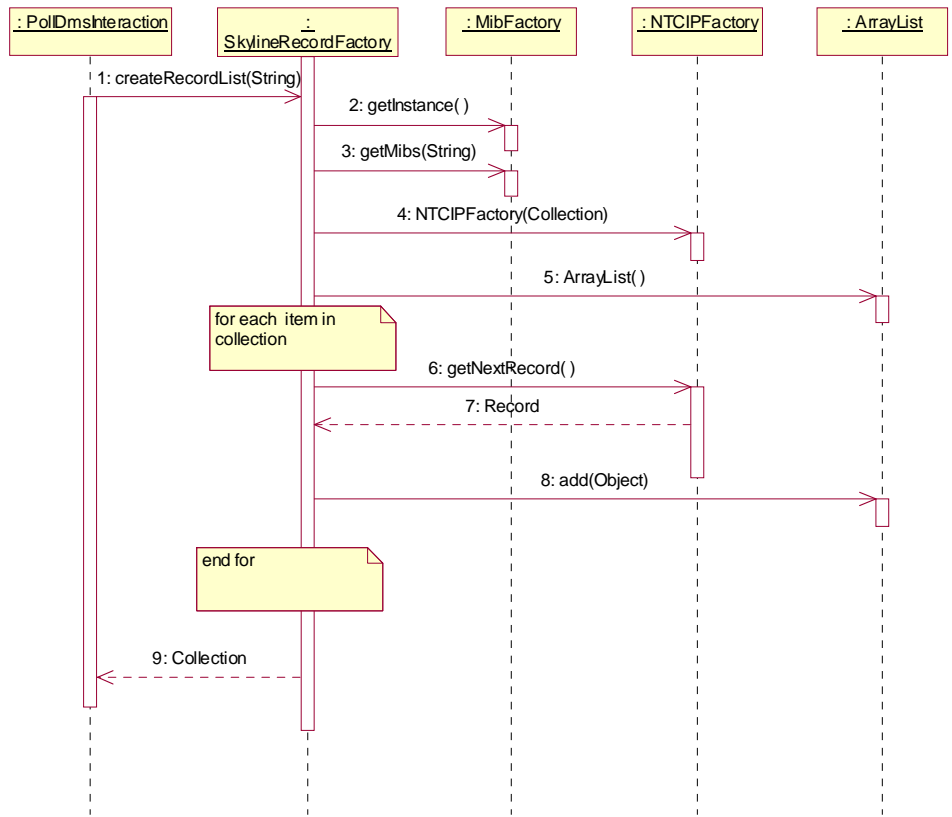 : PollDmsInteraction
:
SkylineRecordFactory
: MibFactory
: NTCIPFactory
: ArrayList
1: createRecordList(String)
2: getInstance( )
3: getMibs(String)
4: NTCIPFactory(Collection)
5: ArrayList( )
for each item in
collection
6: getNextRecord( )
7: Record
8: add(Object)
end for
9: Collection